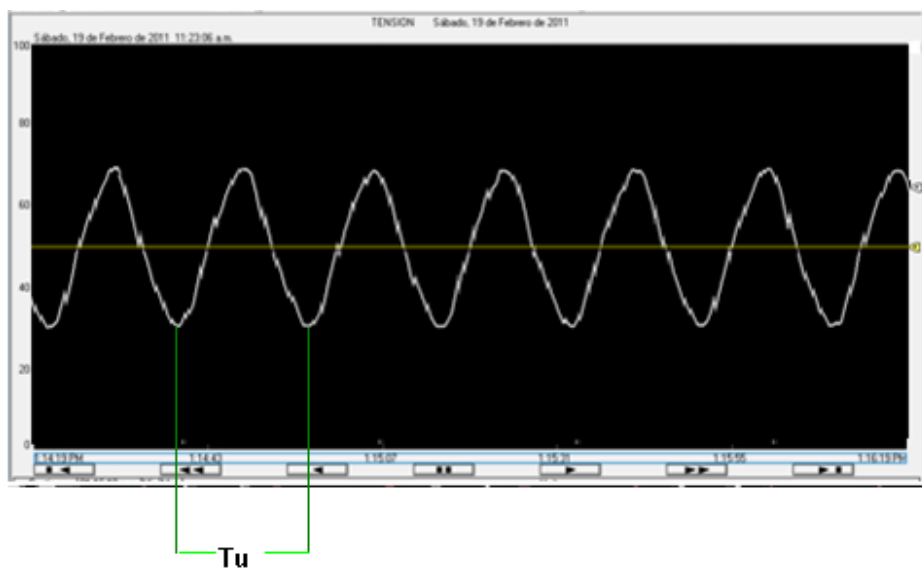 TENSION Sábado, 19 de Febrero de 2011
Sábado, 19 de Febrero de 2011 11:23:06 a.m.
100
80
60
40
20
0
1:14:19 PM 1:14:43 1:15:07 1:15:31 1:15:55 1:16:19 PM
Tu